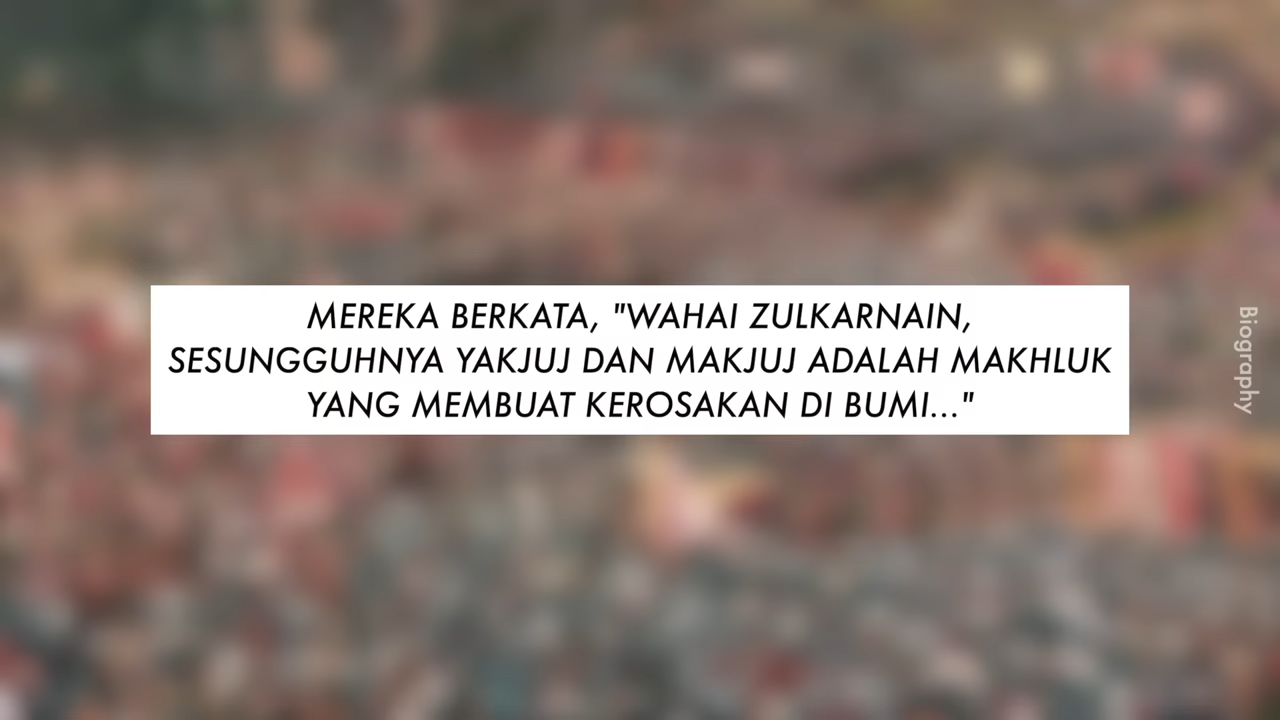 MEREKA BERKATA, "WAHAI ZULKARNAIN,
SESUNGGUHNYA YAKJUJ DAN MAKJUJ ADALAH MAKHLUK
YANG MEMBUAT KEROSAKAN DI BUMI..."
Biography